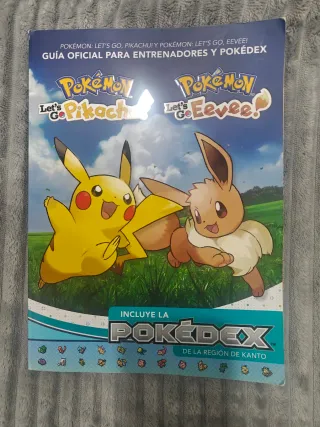 POKÉMON: LET'S GO, PIKACHU! Y POKÉMON: LET'S GO, EEVEE!
GUÍA OFICIAL PARA ENTRENADORES Y POKÉDEX
POKÉMON
Let's Go Pikach
POKÉMON
Let's Go Eevee!
INCLUYE LA
POKÉDEX
DE LA REGIÓN DE KANTO